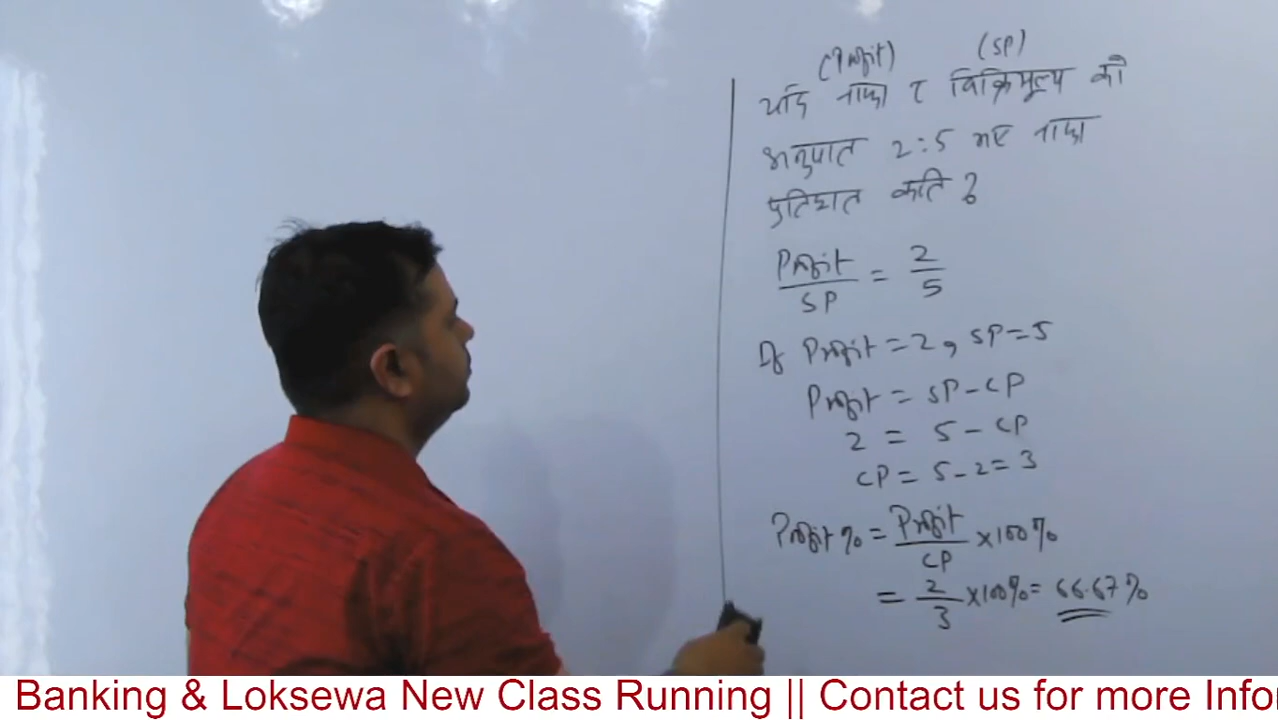 (Profit) (SP)
यदि नाफा र विक्रिमूल्य को
अनुपात 2:5 भए नाफा
प्रतिशत कति ?
Profit/SP = 2/5
If Profit = 2, SP = 5
Profit = SP - CP
2 = 5 - CP
CP = 5 - 2 = 3
Profit % = Profit/CP × 100%
= 2/3 × 100% = 66.67%
Banking & Loksewa New Class Running || Contact us for more Infor